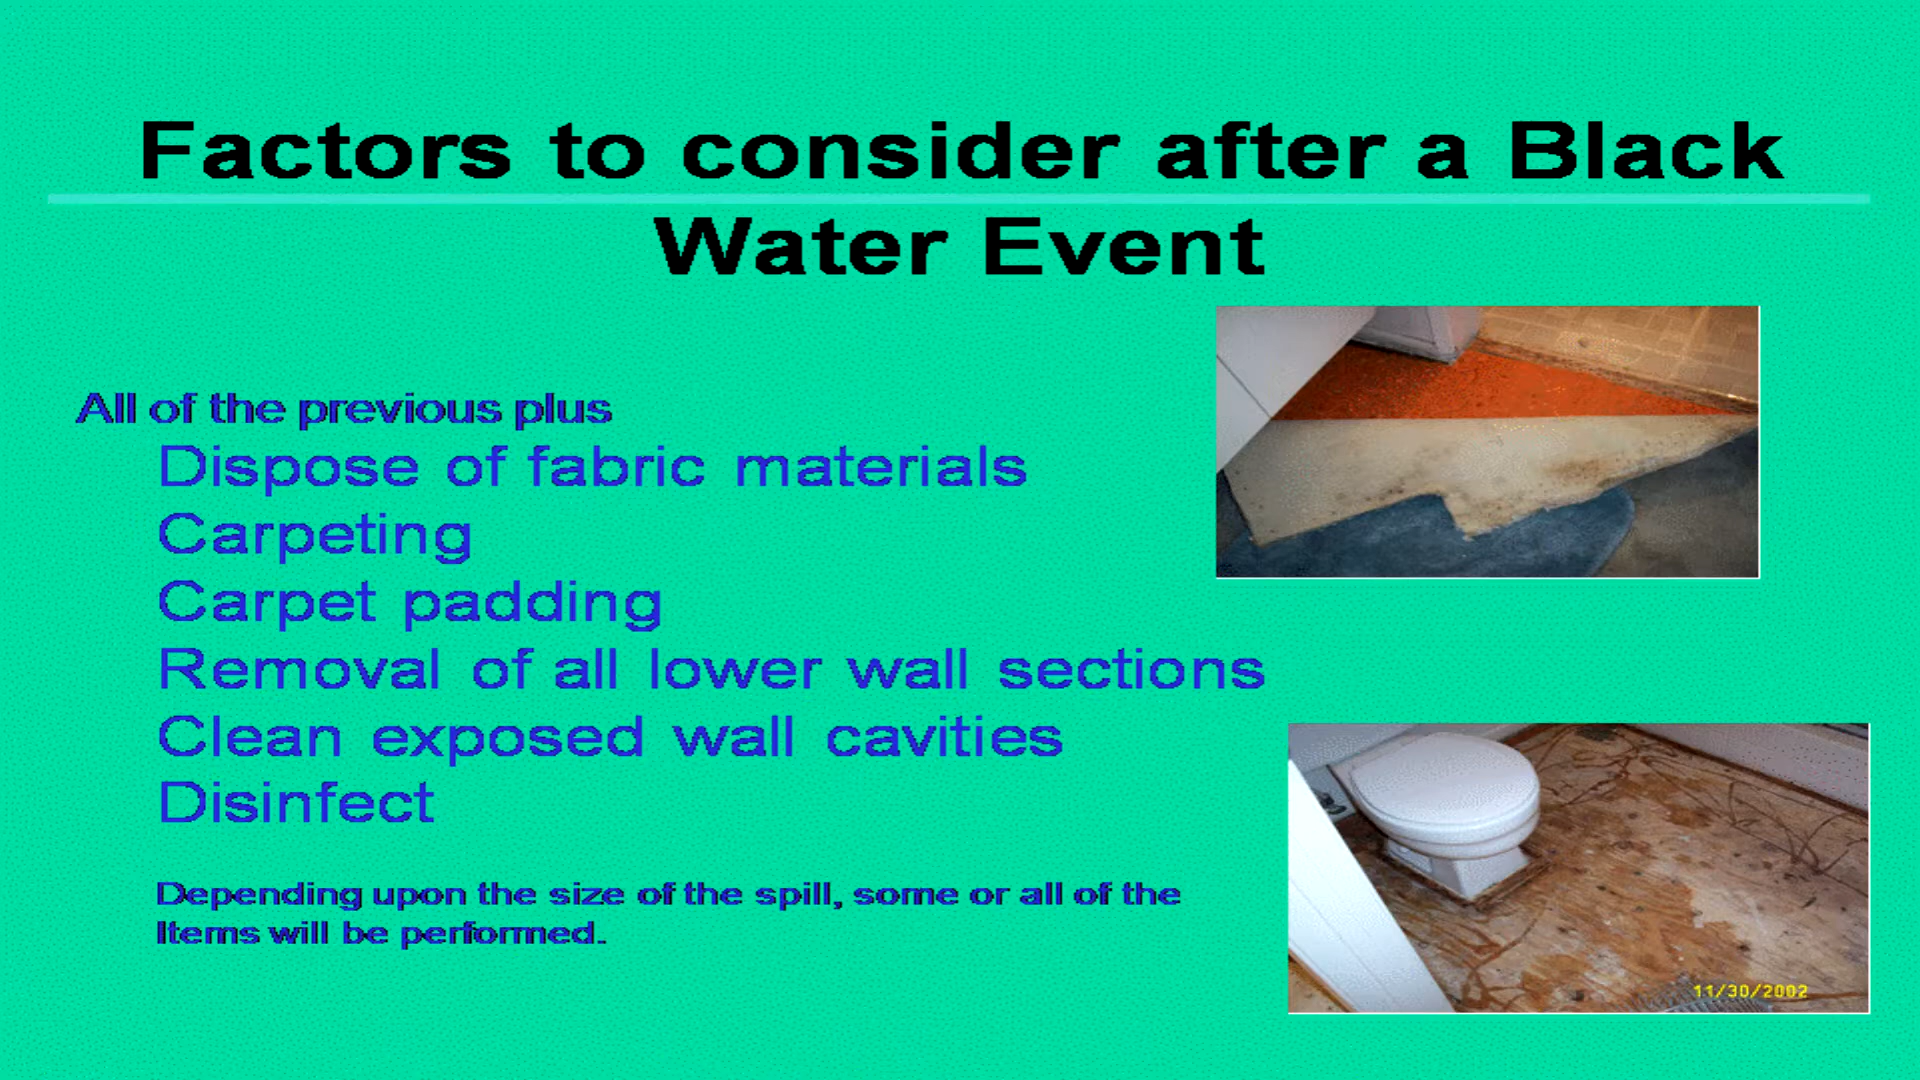 Factors to consider after a Black
Water Event
All of the previous plus
Dispose of fabric materials
Carpeting
Carpet padding
Removal of all lower wall sections
Clean exposed wall cavities
Disinfect
Depending upon the size of the spill, some or all of the
Items will be performed.
11/30/2002